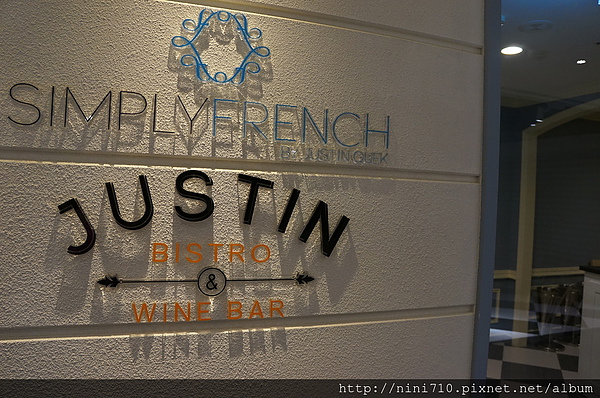 SIMPLYFRENCH
BY JUSTIN QUEK
JUSTIN
BISTRO
&
WINE BAR
http://nini710.pixnet.net/album